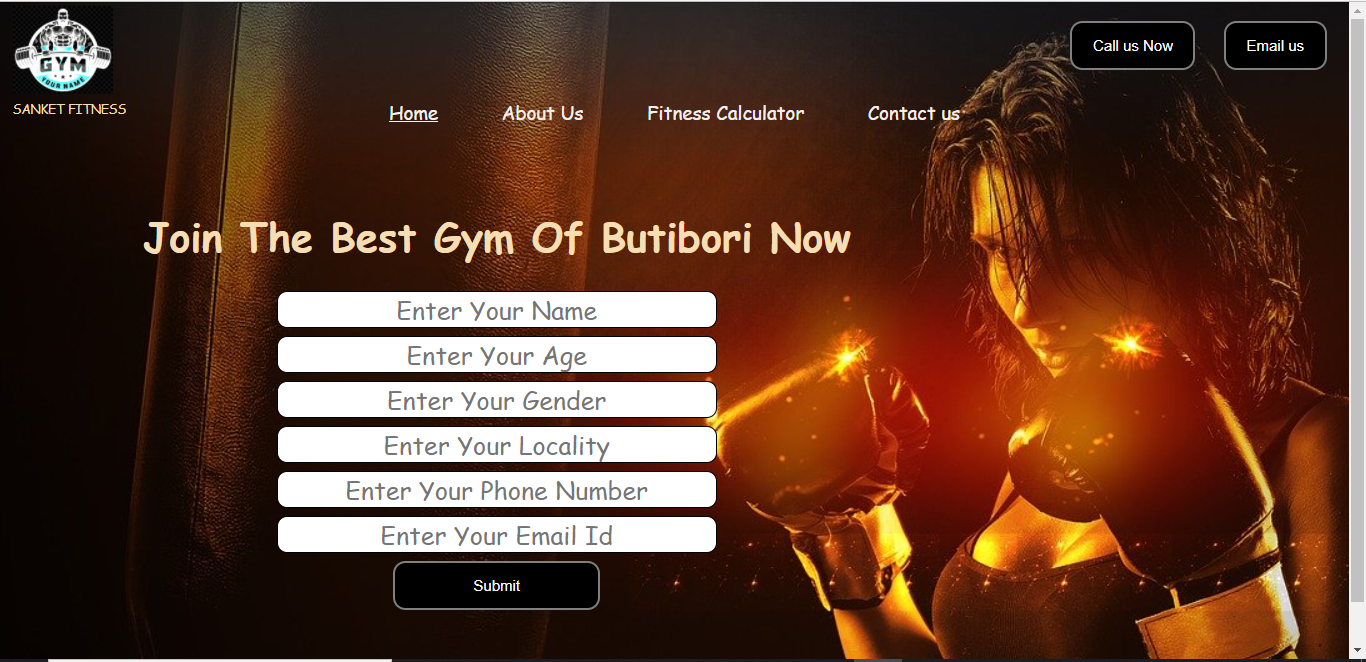 GYM
YOUR NAME
SANKET FITNESS
Call us Now
Email us
Home
About Us
Fitness Calculator
Contact us
Join The Best Gym Of Butibori Now
Enter Your Name
Enter Your Age
Enter Your Gender
Enter Your Locality
Enter Your Phone Number
Enter Your Email Id
Submit